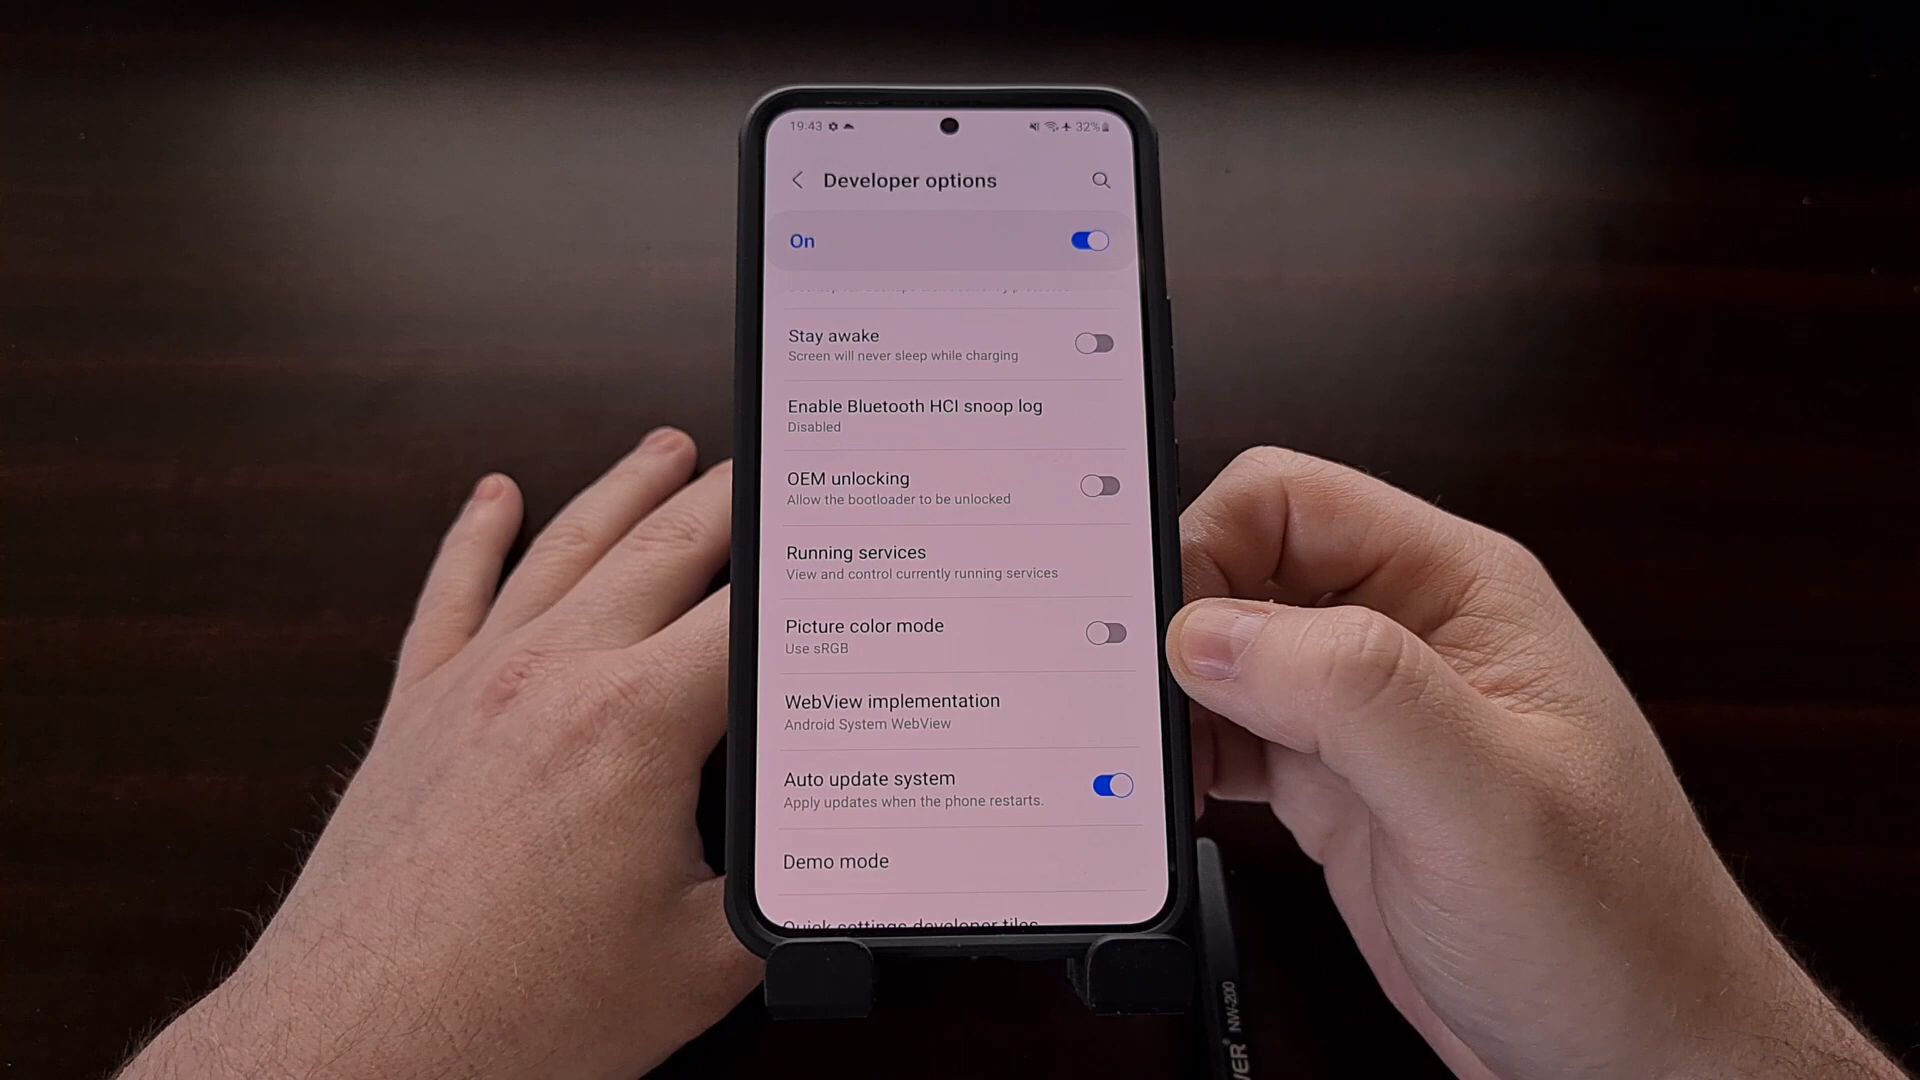 19:43 32%
Developer options
On
Stay awake
Screen will never sleep while charging
Enable Bluetooth HCI snoop log
Disabled
OEM unlocking
Allow the bootloader to be unlocked
Running services
View and control currently running services
Picture color mode
Use sRGB
WebView implementation
Android System WebView
Auto update system
Apply updates when the phone restarts.
Demo mode
Quick settings developer tiles
NW-200